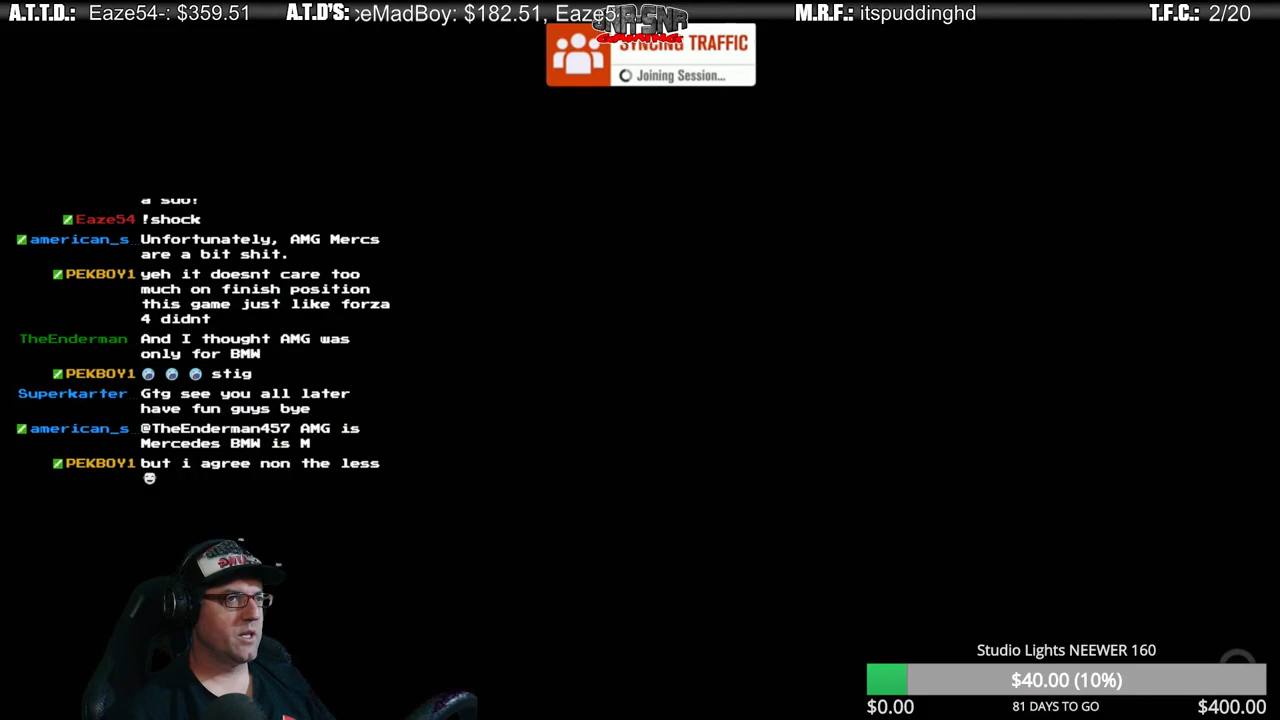 A.T.T.D.: Eaze54-: $359.51 A.T.D'S: ceMadBoy: $182.51, Eaze5 M.R.F.: itspuddinghd T.F.C.: 2/20
JNR-SNR
GAMING
SYNCING TRAFFIC
Joining Session...
Eaze54 !shock
american_s Unfortunately, AMG Mercs
are a bit shit.
PEKBOY1 yeh it doesnt care too
much on finish position
this game just like forza
4 didnt
TheEnderman And I thought AMG was
only for BMW
PEKBOY1 stig
Superkarter Gtg see you all later
have fun guys bye
american_s @TheEnderman457 AMG is
Mercedes BMW is M
PEKBOY1 but i agree non the less
Studio Lights NEEWER 160
$40.00 (10%)
$0.00 81 DAYS TO GO $400.00